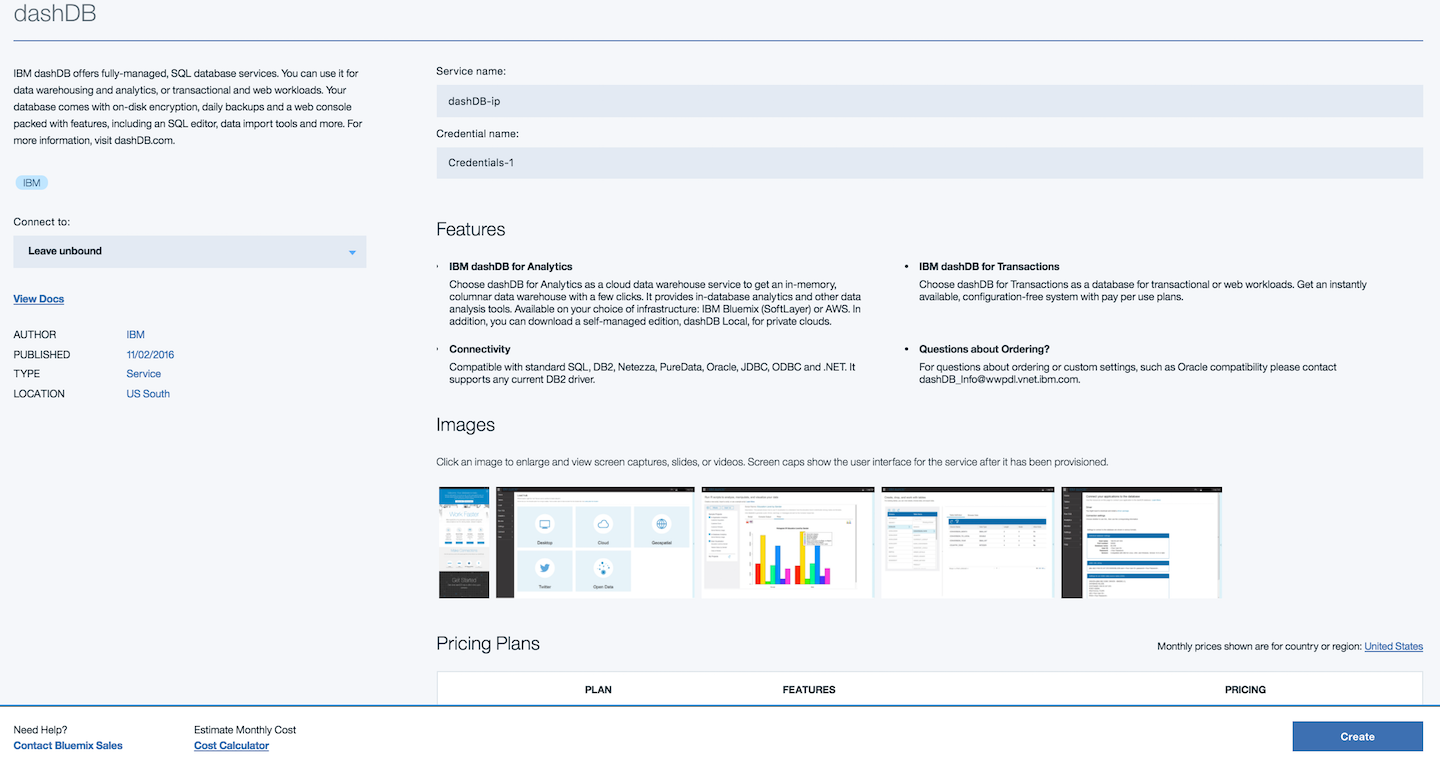 dashDB
IBM dashDB offers fully-managed, SQL database services. You can use it for
data warehousing and analytics, or transactional and web workloads. Your
database comes with on-disk encryption, daily backups and a web console
packed with features, including an SQL editor, data import tools and more. For
more information, visit dashDB.com.
IBM
Connect to:
Leave unbound
View Docs
AUTHOR IBM
PUBLISHED 11/02/2016
TYPE Service
LOCATION US South
Service name:
dashDB-ip
Credential name:
Credentials-1
Features
IBM dashDB for Analytics
Choose dashDB for Analytics as a cloud data warehouse service to get an in-memory,
columnar data warehouse with a few clicks. It provides in-database analytics and other data
analysis tools. Available on your choice of infrastructure: IBM Bluemix (SoftLayer) or AWS. In
addition, you can download a self-managed edition, dashDB Local, for private clouds.
• IBM dashDB for Transactions
Choose dashDB for Transactions as a database for transactional or web workloads. Get an instantly
available, configuration-free system with pay per use plans.
Connectivity
Compatible with standard SQL, DB2, Netezza, PureData, Oracle, JDBC, ODBC and .NET. It
supports any current DB2 driver.
• Questions about Ordering?
For questions about ordering or custom settings, such as Oracle compatibility please contact
dashDB_Info@wwpdl.vnet.ibm.com.
Images
Click an image to enlarge and view screen captures, slides, or videos. Screen caps show the user interface for the service after it has been provisioned.
Get Started
Desktop
Cloud
Geospatial
Twitter
Open Data
Pricing Plans
Monthly prices shown are for country or region: United States
PLAN FEATURES PRICING
Need Help?
Contact Bluemix Sales
Estimate Monthly Cost
Cost Calculator
Create